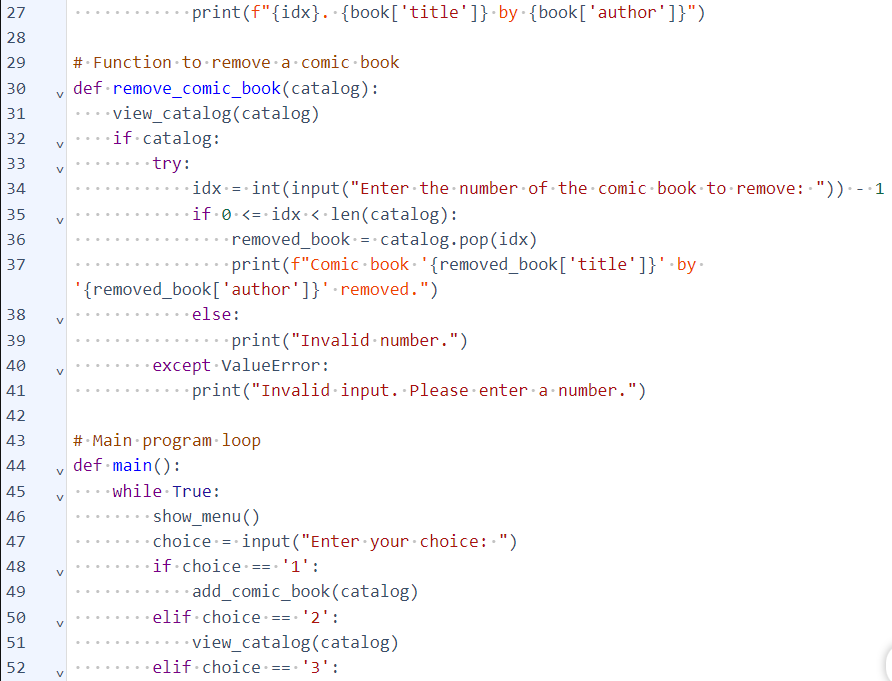 27 print(f"{idx}. {book['title']} by {book['author']}")
28
29 # Function to remove a comic book
30 def remove_comic_book(catalog):
31 view_catalog(catalog)
32 if catalog:
33 try:
34 idx = int(input("Enter the number of the comic book to remove: ")) - 1
35 if 0 <= idx < len(catalog):
36 removed_book = catalog.pop(idx)
37 print(f"Comic book '{removed_book['title']}' by
'{removed_book['author']}' removed.")
38 else:
39 print("Invalid number.")
40 except ValueError:
41 print("Invalid input. Please enter a number.")
42
43 # Main program loop
44 def main():
45 while True:
46 show_menu()
47 choice = input("Enter your choice: ")
48 if choice == '1':
49 add_comic_book(catalog)
50 elif choice == '2':
51 view_catalog(catalog)
52 elif choice == '3':